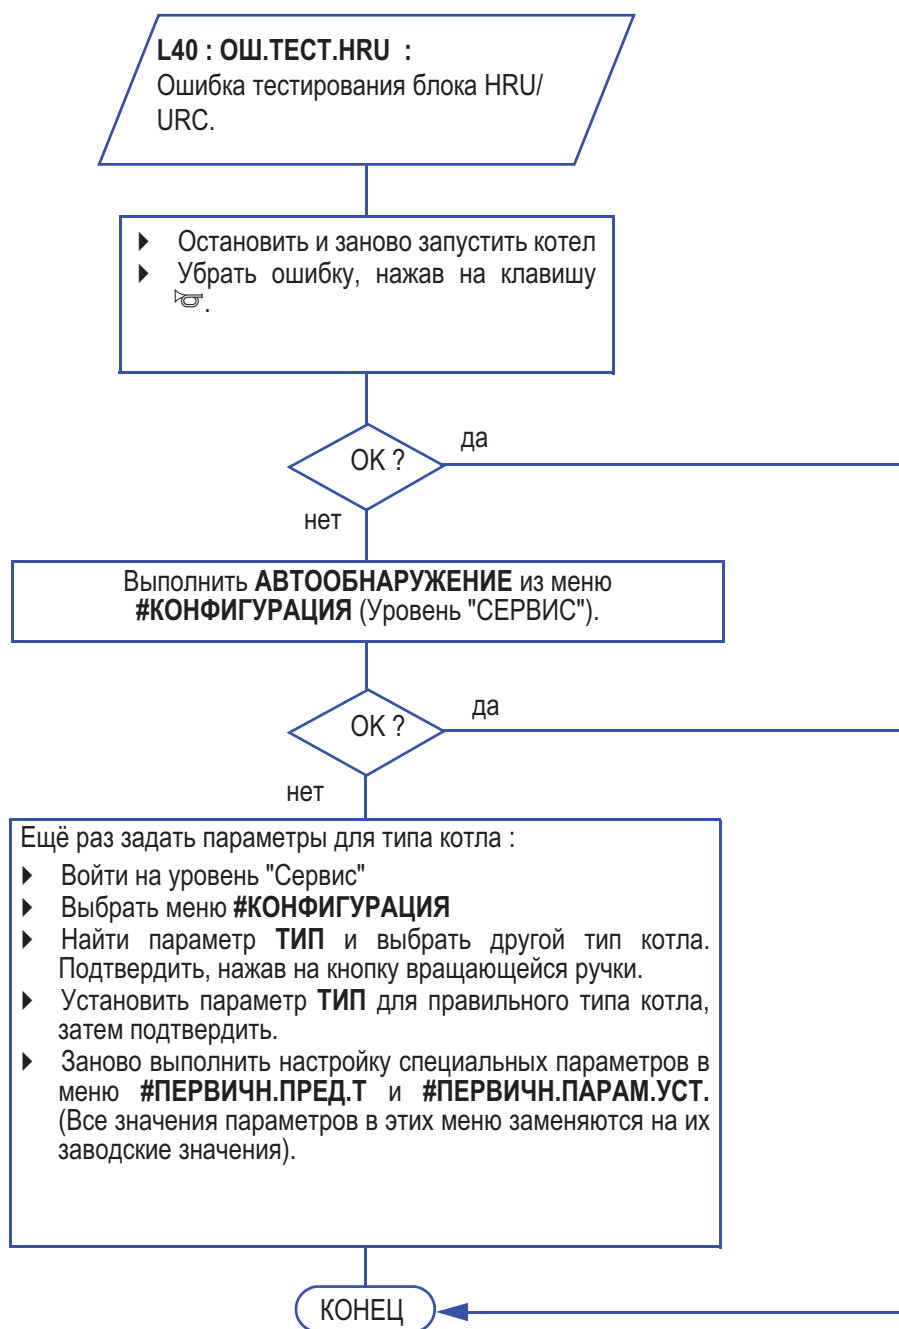 L40 : ОШ.ТЕСТ.HRU :
Ошибка тестирования блока HRU/
URC.
Остановить и заново запустить котел
Убрать ошибку, нажав на клавишу
.
OK ?
да
нет
Выполнить АВТООБНАРУЖЕНИЕ из меню
#КОНФИГУРАЦИЯ (Уровень "СЕРВИС").
OK ?
да
нет
Ещё раз задать параметры для типа котла :
Войти на уровень "Сервис"
Выбрать меню #КОНФИГУРАЦИЯ
Найти параметр ТИП и выбрать другой тип котла.
Подтвердить, нажав на кнопку вращающейся ручки.
Установить параметр ТИП для правильного типа котла,
затем подтвердить.
Заново выполнить настройку специальных параметров в
меню #ПЕРВИЧН.ПРЕД.Т и #ПЕРВИЧН.ПАРАМ.УСТ.
(Все значения параметров в этих меню заменяются на их
заводские значения).
КОНЕЦ